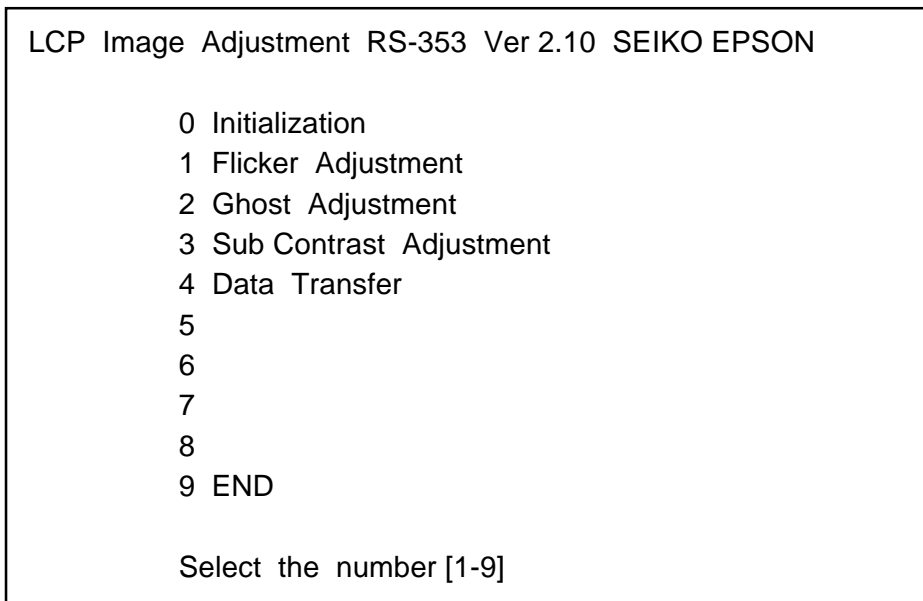 LCP Image Adjustment RS-353 Ver 2.10 SEIKO EPSON
0 Initialization
1 Flicker Adjustment
2 Ghost Adjustment
3 Sub Contrast Adjustment
4 Data Transfer
5
6
7
8
9 END
Select the number [1-9]